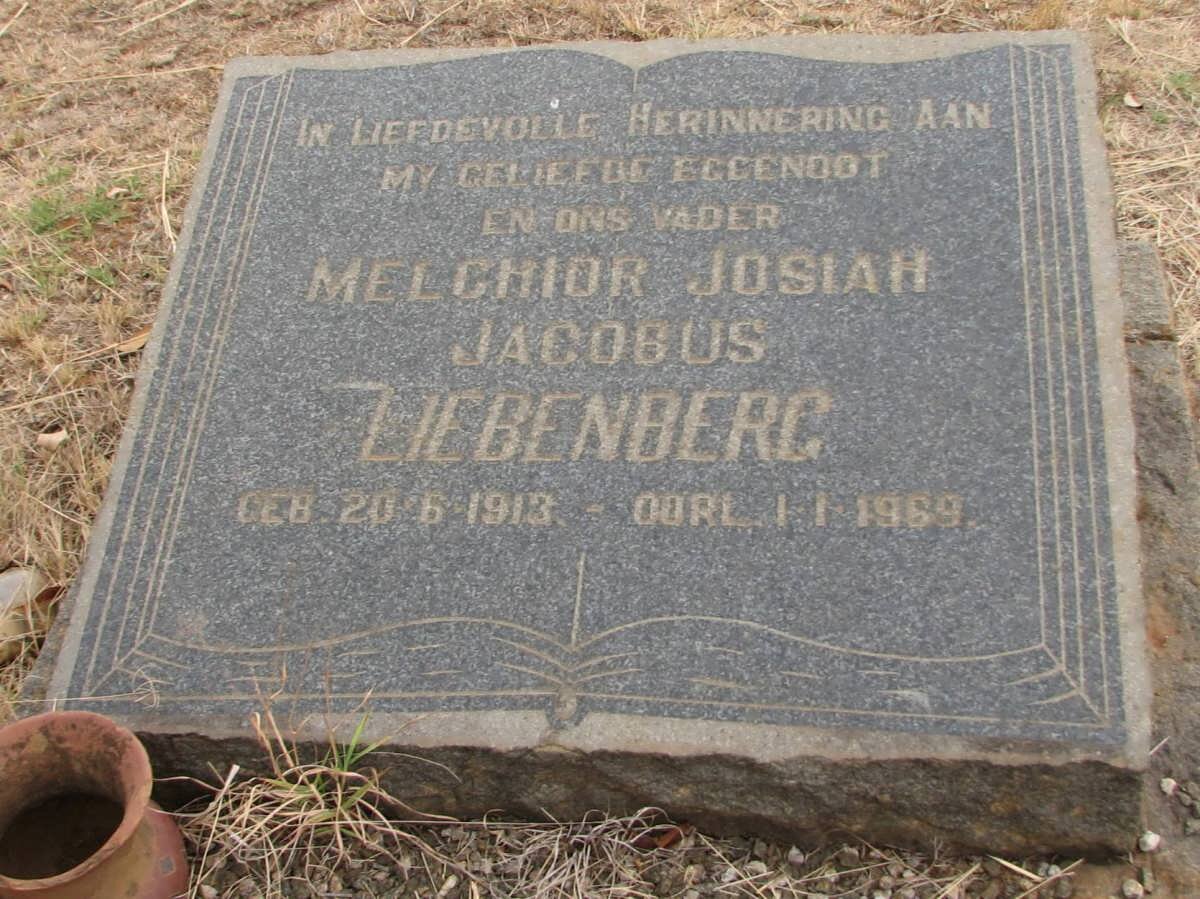 IN LIEFDEVOLLE HERINNERING AAN
MY GELIEFDE EGGENOOT
EN ONS VADER
MELCHIOR JOSIAH
JACOBUS
LIEBENBERG
GEB. 20·6·1913. - OORL. 1·1·1969.